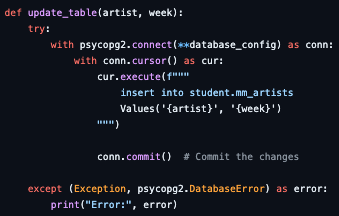 def update_table(artist, week):
    try:
        with psycopg2.connect(**database_config) as conn:
            with conn.cursor() as cur:
                cur.execute(f"""
                    insert into student.mm_artists
                    Values('{artist}', '{week}')
                """)

                conn.commit()  # Commit the changes

    except (Exception, psycopg2.DatabaseError) as error:
        print("Error:", error)